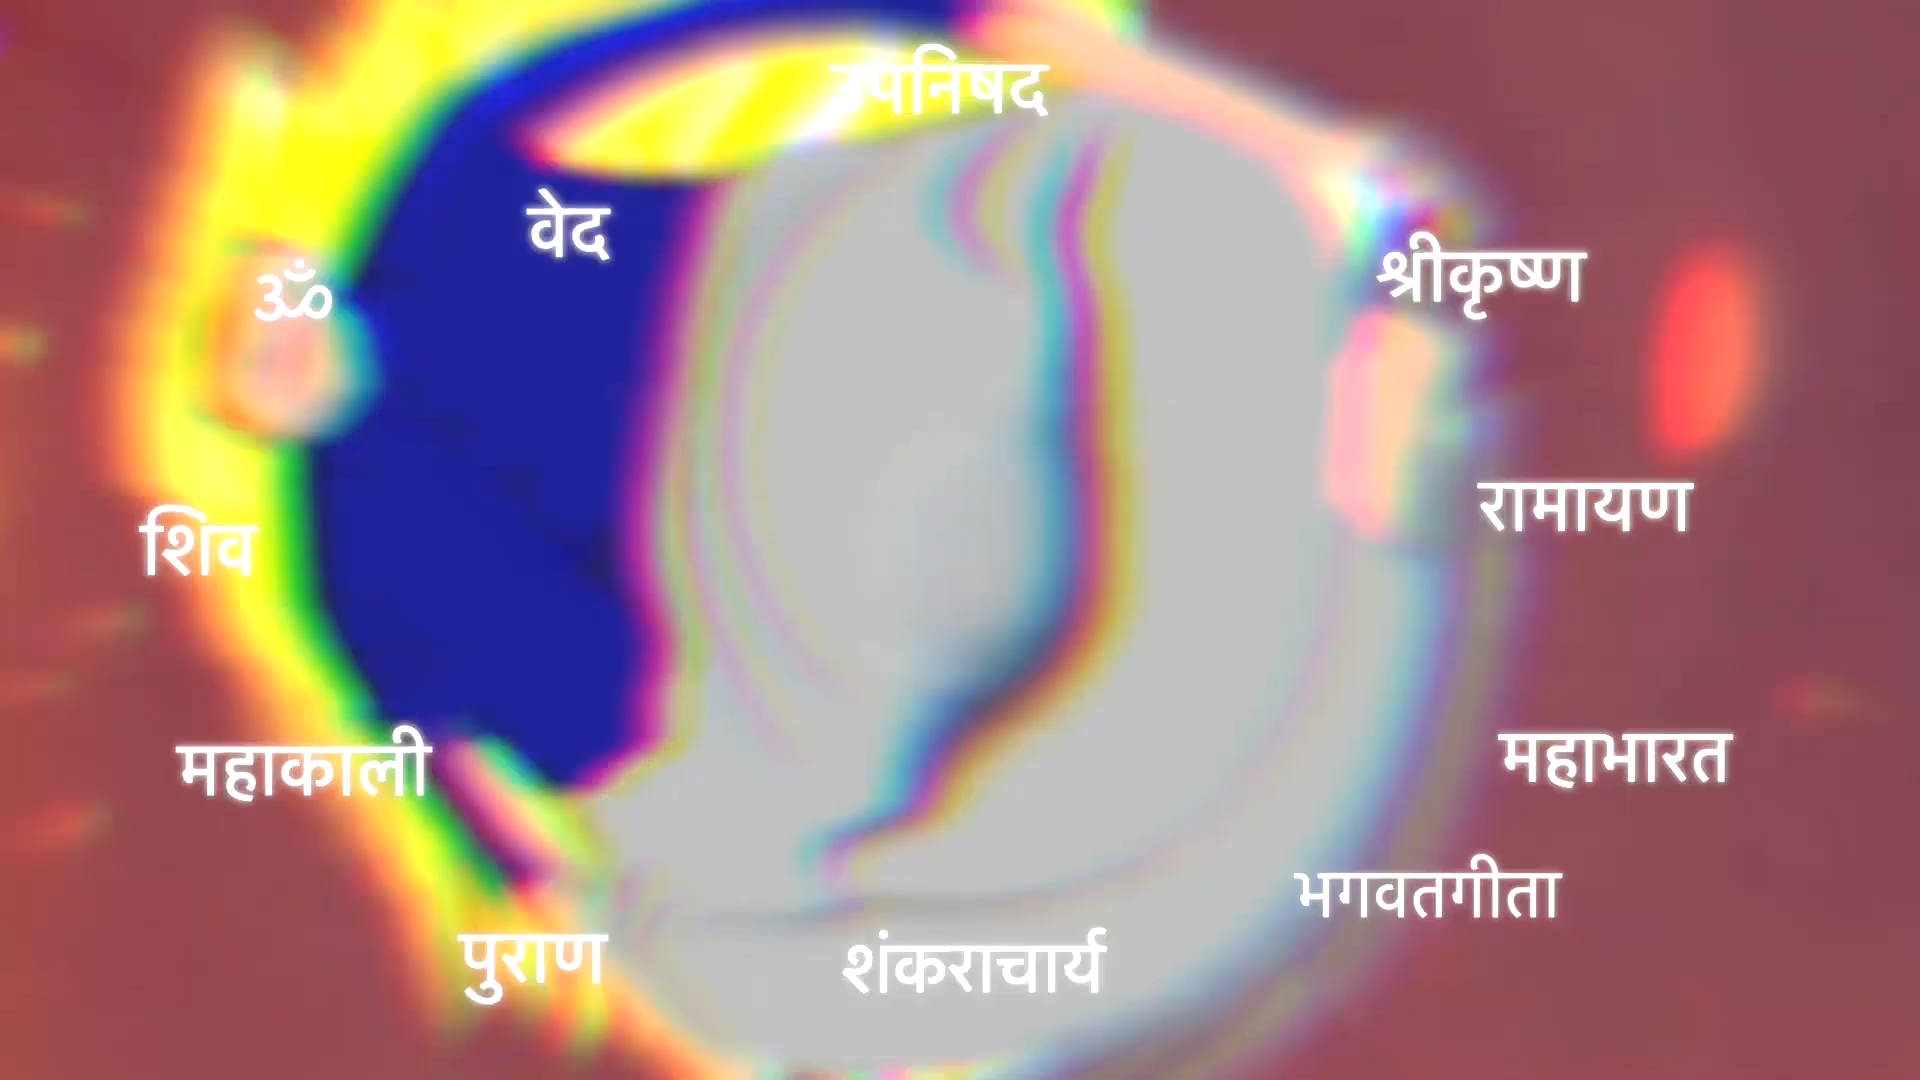 उपनिषद
वेद
श्रीकृष्ण
ॐ
रामायण
शिव
महाकाली
महाभारत
भगवतगीता
पुराण
शंकराचार्य